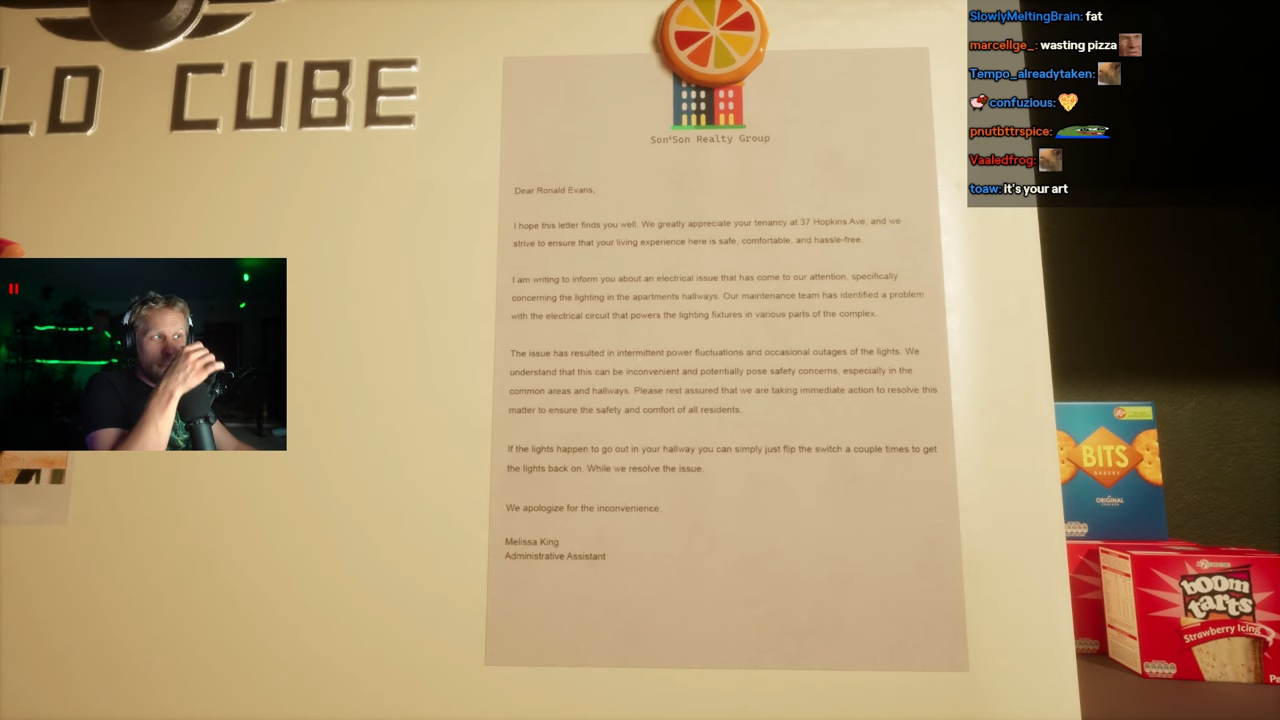 LD CUBE
Son&Son Realty Group
Dear Ronald Evans,
I hope this letter finds you well. We greatly appreciate your tenancy at 37 Hopkins Ave, and we
strive to ensure that your living experience here is safe, comfortable, and hassle-free.
I am writing to inform you about an electrical issue that has come to our attention, specifically
concerning the lighting in the apartments hallways. Our maintenance team has identified a problem
with the electrical circuit that powers the lighting fixtures in various parts of the complex.
The issue has resulted in intermittent power fluctuations and occasional outages of the lights. We
understand that this can be inconvenient and potentially pose safety concerns, especially in the
common areas and hallways. Please rest assured that we are taking immediate action to resolve this
matter to ensure the safety and comfort of all residents.
If the lights happen to go out in your hallway you can simply just flip the switch a couple times to get
the lights back on. While we resolve the issue.
We apologize for the inconvenience.
Melissa King
Administrative Assistant
SlowlyMeltingBrain: fat
marcellge_: wasting pizza
Tempo_alreadytaken:
confuzious:
pnutbttrspice:
Vaaledfrog:
toaw: it's your art
BITS
BAKERY
ORIGINAL
boom
tarts
Strawberry Icing